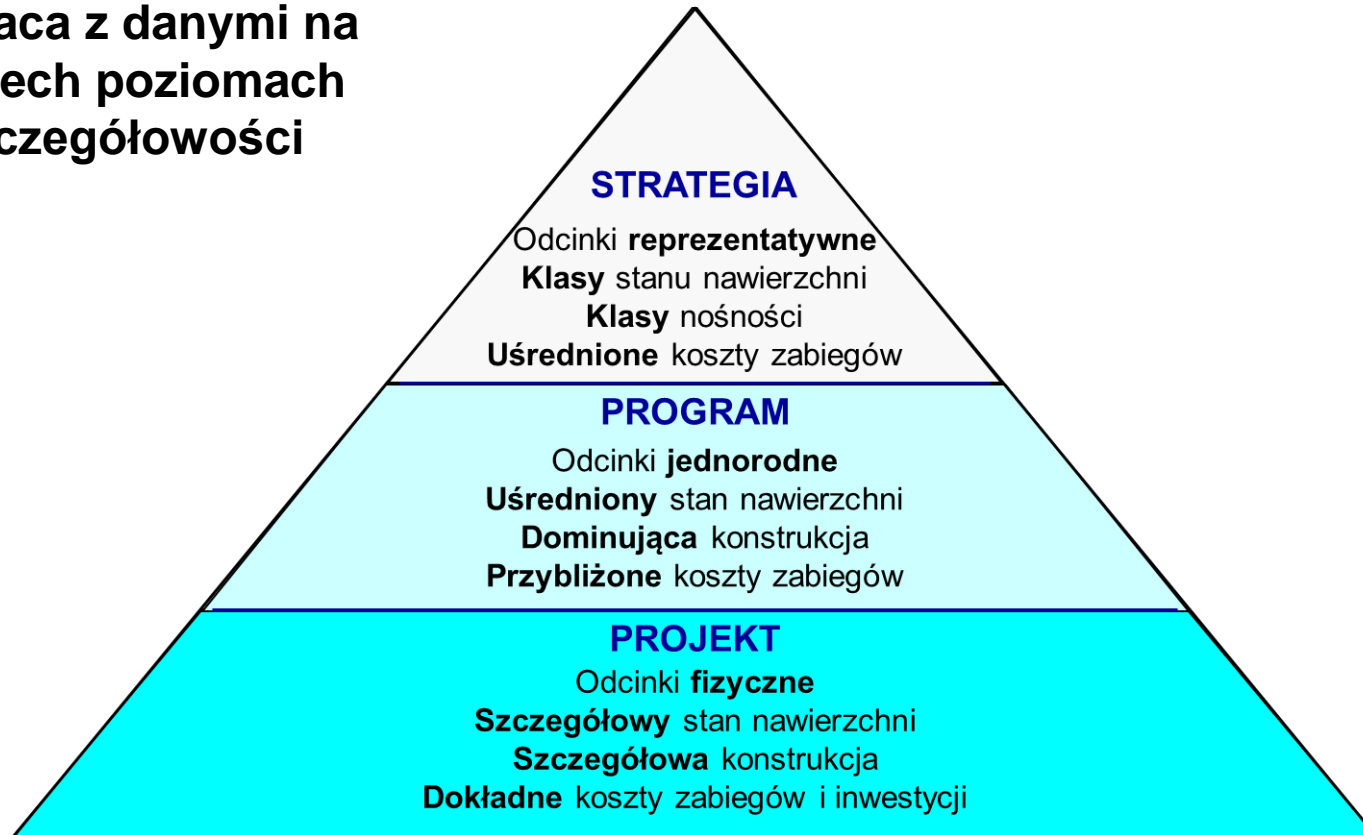 aca z danymi na
ech poziomach
czegółowości
STRATEGIA
Odcinki reprezentatywne
Klasy stanu nawierzchni
Klasy nośności
Uśrednione koszty zabiegów
PROGRAM
Odcinki jednorodne
Uśredniony stan nawierzchni
Dominująca konstrukcja
Przybliżone koszty zabiegów
PROJEKT
Odcinki fizyczne
Szczegółowy stan nawierzchni
Szczegółowa konstrukcja
Dokładne koszty zabiegów i inwestycji